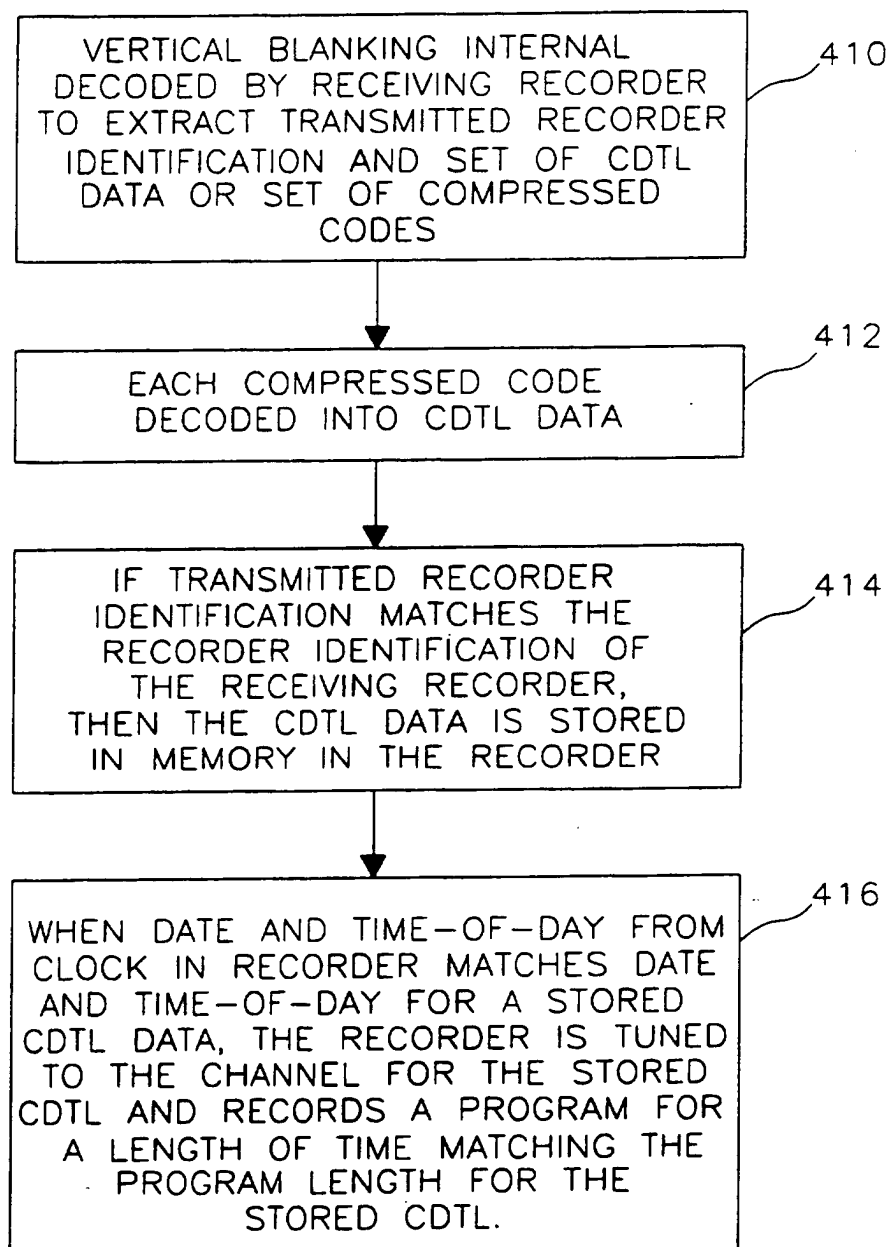 VERTICAL BLANKING INTERNAL
DECODED BY RECEIVING RECORDER
TO EXTRACT TRANSMITTED RECORDER
IDENTIFICATION AND SET OF CDTL
DATA OR SET OF COMPRESSED
CODES
410
EACH COMPRESSED CODE
DECODED INTO CDTL DATA
412
IF TRANSMITTED RECORDER
IDENTIFICATION MATCHES THE
RECORDER IDENTIFICATION OF
THE RECEIVING RECORDER,
THEN THE CDTL DATA IS STORED
IN MEMORY IN THE RECORDER
414
WHEN DATE AND TIME-OF-DAY FROM
CLOCK IN RECORDER MATCHES DATE
AND TIME-OF-DAY FOR A STORED
CDTL DATA, THE RECORDER IS TUNED
TO THE CHANNEL FOR THE STORED
CDTL AND RECORDS A PROGRAM FOR
A LENGTH OF TIME MATCHING THE
PROGRAM LENGTH FOR THE
STORED CDTL.
416